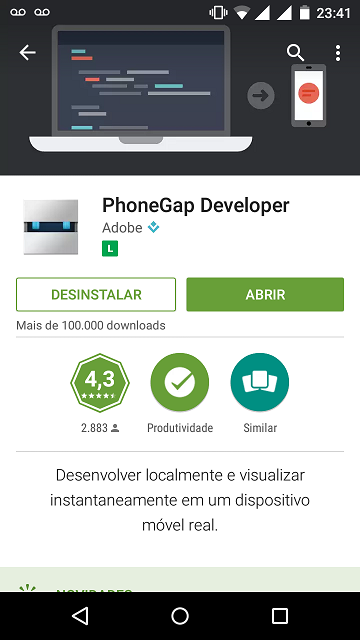 23:41
PhoneGap Developer
Adobe
L
DESINSTALAR
ABRIR
Mais de 100.000 downloads
4,3
2.883
Produtividade
Similar
Desenvolver localmente e visualizar
instantaneamente em um dispositivo
móvel real.
NOVIDADES